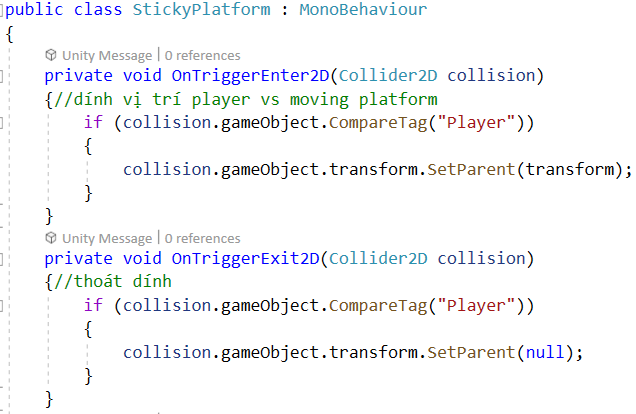 public class StickyPlatform : MonoBehaviour
{
Unity Message | 0 references
private void OnTriggerEnter2D(Collider2D collision)
{//dính vị trí player vs moving platform
if (collision.gameObject.CompareTag("Player"))
{
collision.gameObject.transform.SetParent(transform);
}
}
Unity Message | 0 references
private void OnTriggerExit2D(Collider2D collision)
{//thoát dính
if (collision.gameObject.CompareTag("Player"))
{
collision.gameObject.transform.SetParent(null);
}
}